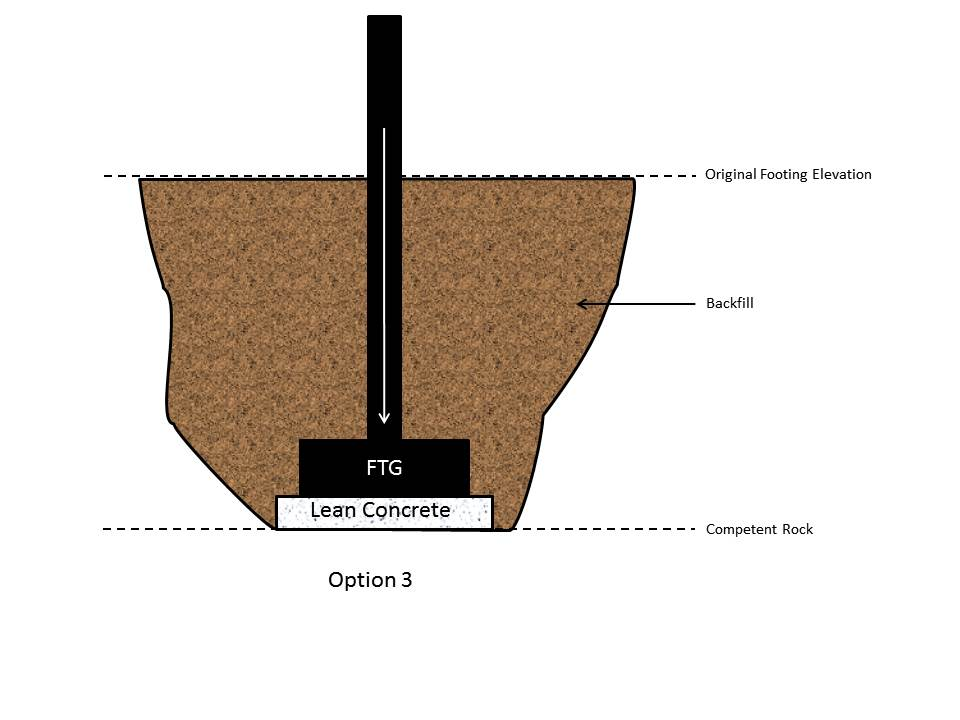 Original Footing Elevation
Backfill
FTG
Lean Concrete
Competent Rock
Option 3